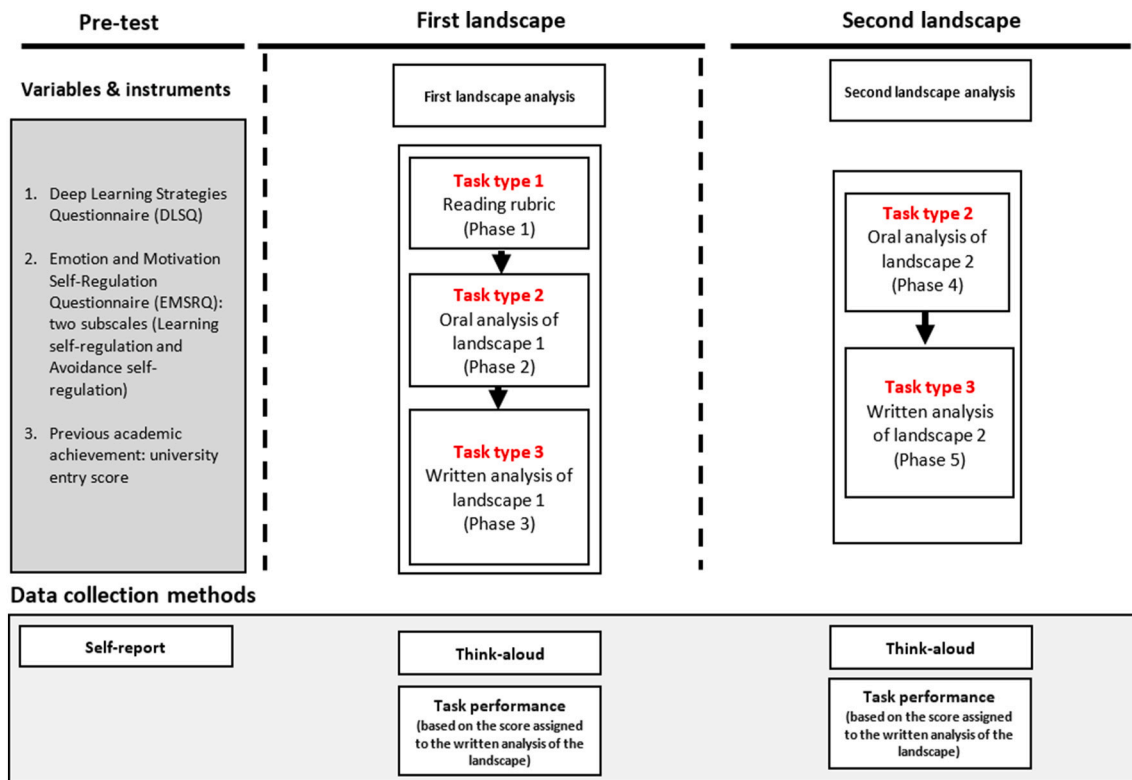 Pre-test
First landscape
Second landscape
Variables & instruments
1. Deep Learning Strategies
Questionnaire (DLSQ)
2. Emotion and Motivation
Self-Regulation
Questionnaire (EMSRQ):
two subscales (Learning
self-regulation and
Avoidance self-
regulation)
3. Previous academic
achievement: university
entry score
First landscape analysis
Task type 1
Reading rubric
(Phase 1)
Task type 2
Oral analysis of
landscape 1
(Phase 2)
Task type 3
Written analysis of
landscape 1
(Phase 3)
Second landscape analysis
Task type 2
Oral analysis of
landscape 2
(Phase 4)
Task type 3
Written analysis
of landscape 2
(Phase 5)
Data collection methods
Self-report
Think-aloud
Task performance
(based on the score assigned
to the written analysis of the
landscape)
Think-aloud
Task performance
(based on the score assigned
to the written analysis of the
landscape)